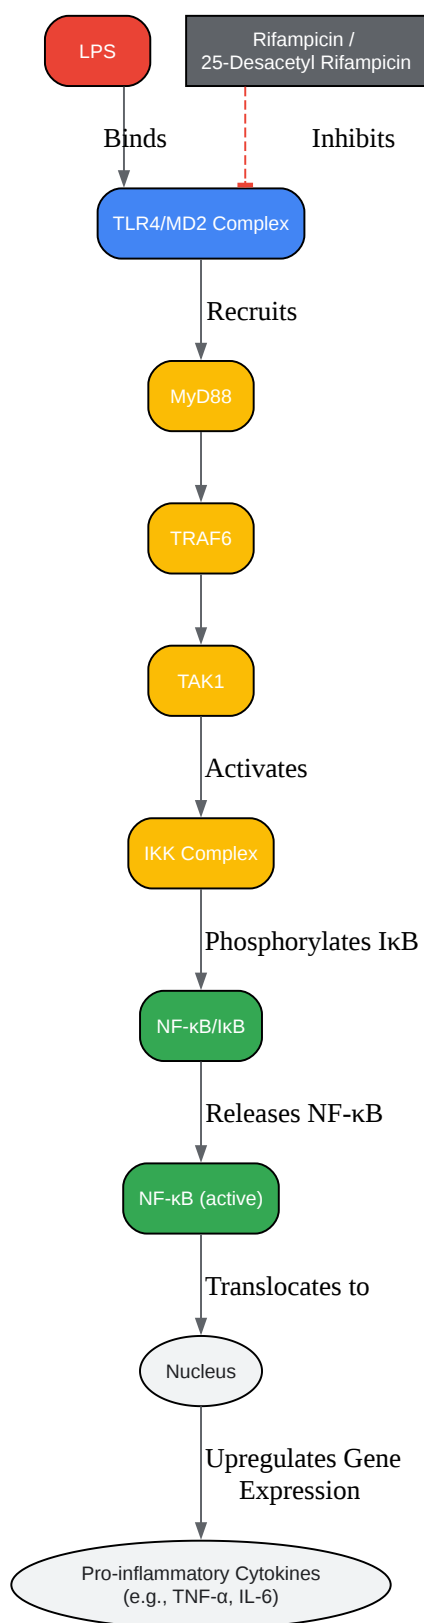 LPS
Rifampicin /
25-Desacetyl Rifampicin
Binds
Inhibits
TLR4/MD2 Complex
Recruits
MyD88
TRAF6
TAK1
Activates
IKK Complex
Phosphorylates IκB
NF-κB/IκB
Releases NF-κB
NF-κB (active)
Translocates to
Nucleus
Upregulates Gene
Expression
Pro-inflammatory Cytokines
(e.g., TNF-α, IL-6)